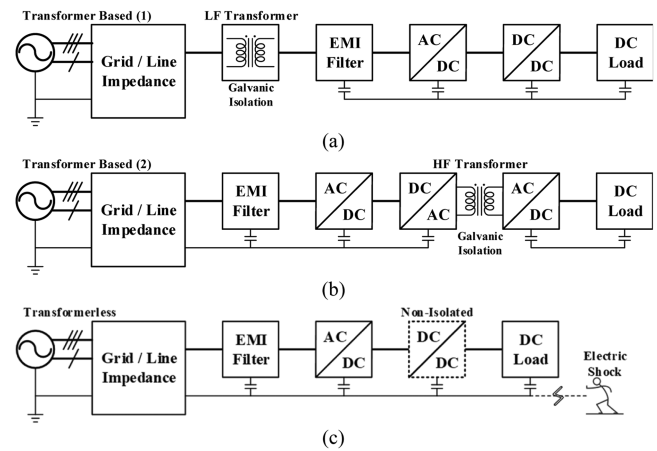 Transformer Based (1)
LF Transformer
Grid / Line
Impedance
Galvanic
Isolation
EMI
Filter
AC
DC
DC
DC
DC
Load
(a)
Transformer Based (2)
HF Transformer
Grid / Line
Impedance
EMI
Filter
AC
DC
DC
AC
Galvanic
Isolation
AC
DC
DC
Load
(b)
Transformerless
Non-Isolated
Grid / Line
Impedance
EMI
Filter
AC
DC
DC
DC
DC
Load
Electric
Shock
(c)